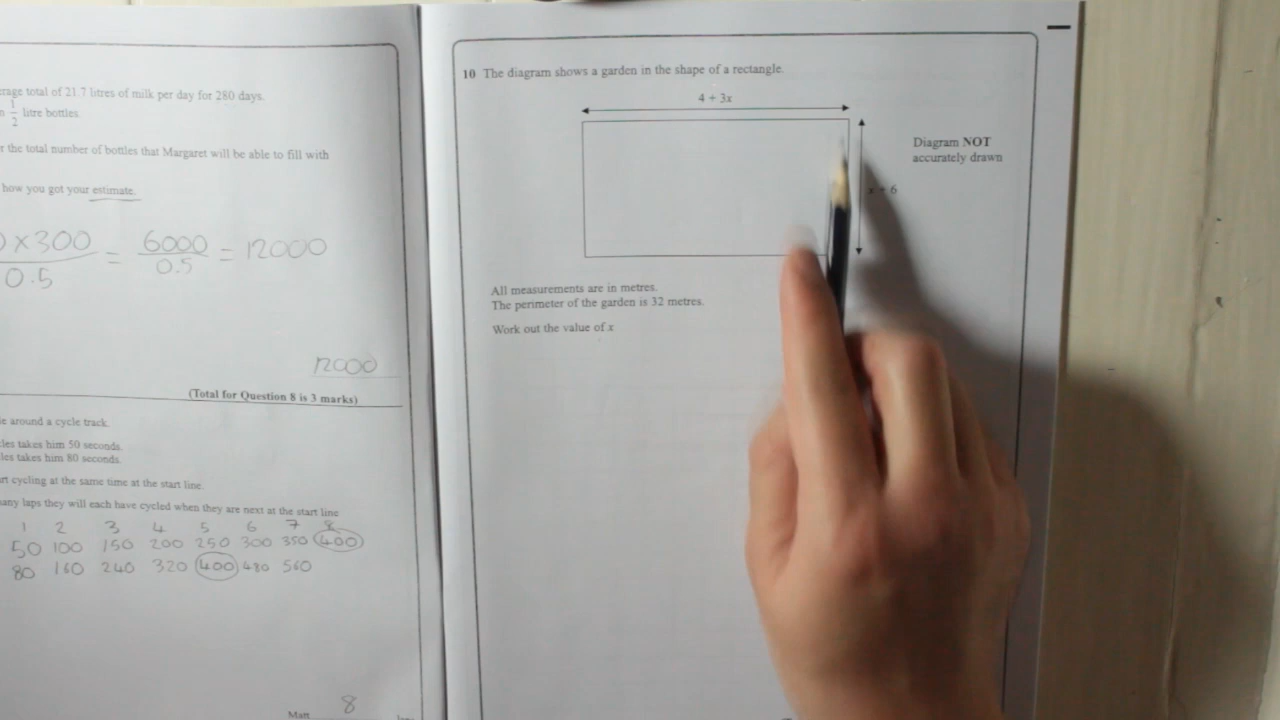 rage total of 21.7 litres of milk per day for 280 days.
n 1/2 litre bottles.
r the total number of bottles that Margaret will be able to fill with
how you got your estimate.
0 x 300 / 0.5 = 6000 / 0.5 = 12000
12000
(Total for Question 8 is 3 marks)
e around a cycle track.
les takes him 50 seconds.
les takes him 80 seconds.
rt cycling at the same time at the start line.
any laps they will each have cycled when they are next at the start line
1 2 3 4 5 6 7 8
50 100 150 200 250 300 350 400
80 160 240 320 400 480 560
Matt 8
10 The diagram shows a garden in the shape of a rectangle.
4 + 3x
Diagram NOT
accurately drawn
x + 6
All measurements are in metres.
The perimeter of the garden is 32 metres.
Work out the value of x